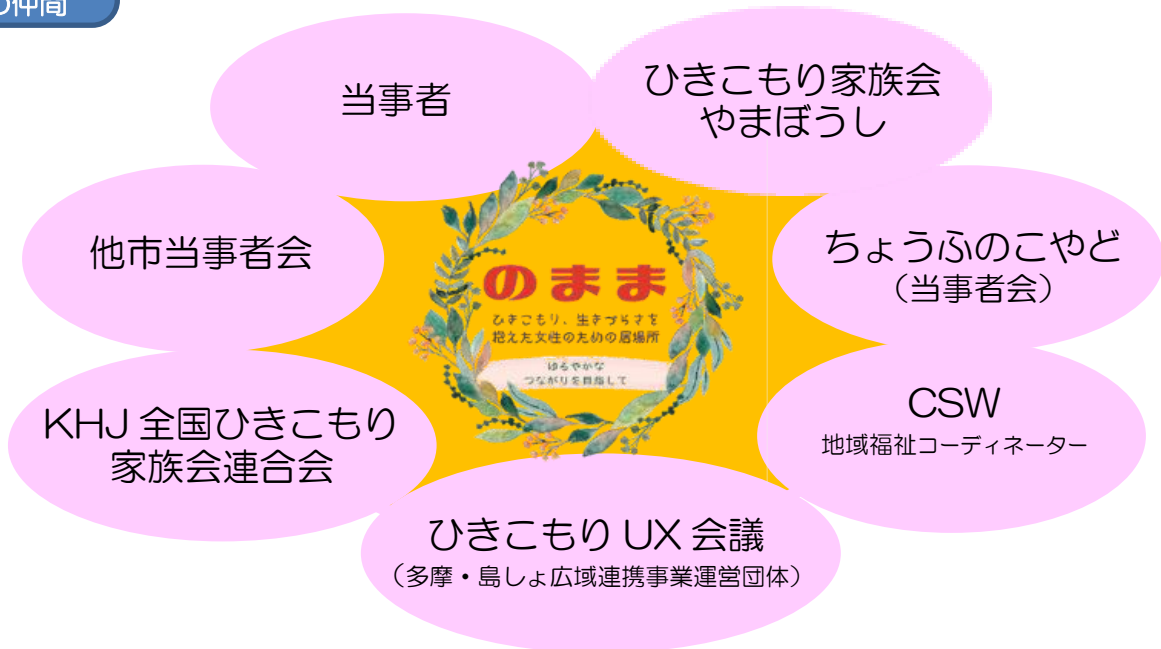 の仲間
当事者
ひきこもり家族会
やまぼうし
他市当事者会
ちょうふのこやど
（当事者会）
のまま
ひきこもり、生きづらさを
抱えた女性のための居場所
ゆるやかな
つながりを目指して
KHJ 全国ひきこもり
家族会連合会
CSW
地域福祉コーディネーター
ひきこもり UX 会議
（多摩・島しょ広域連携事業運営団体）